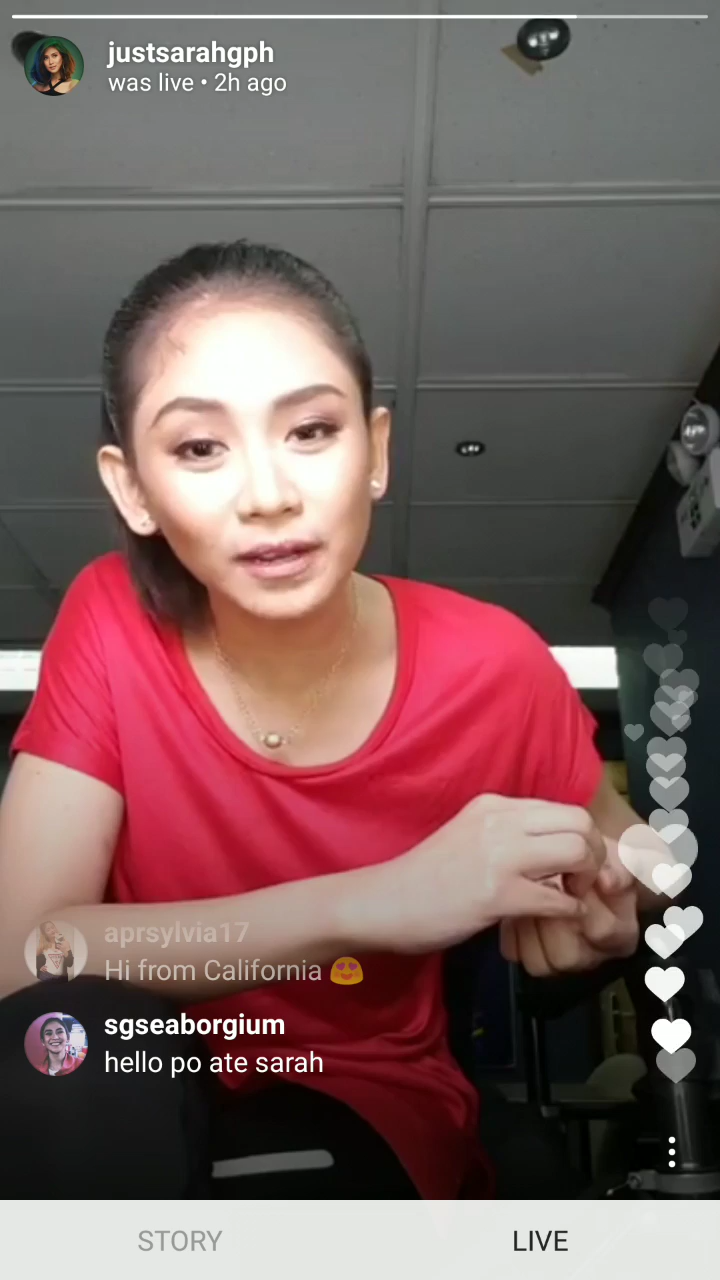 justsarahgph
was live • 2h ago
aprsylvia17
Hi from California 😍
sgseaborgium
hello po ate sarah
STORY
LIVE